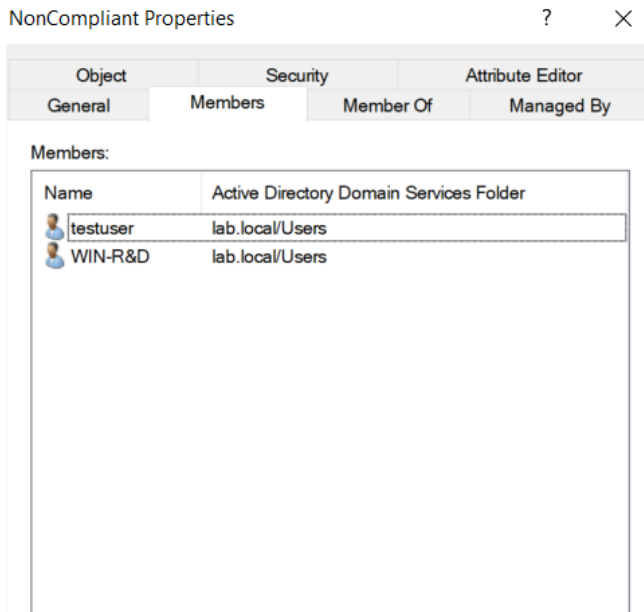 NonCompliant Properties ? ×
Object Security Attribute Editor
General Members Member Of Managed By
Members:
Name Active Directory Domain Services Folder
testuser lab.local/Users
WIN-R&D lab.local/Users